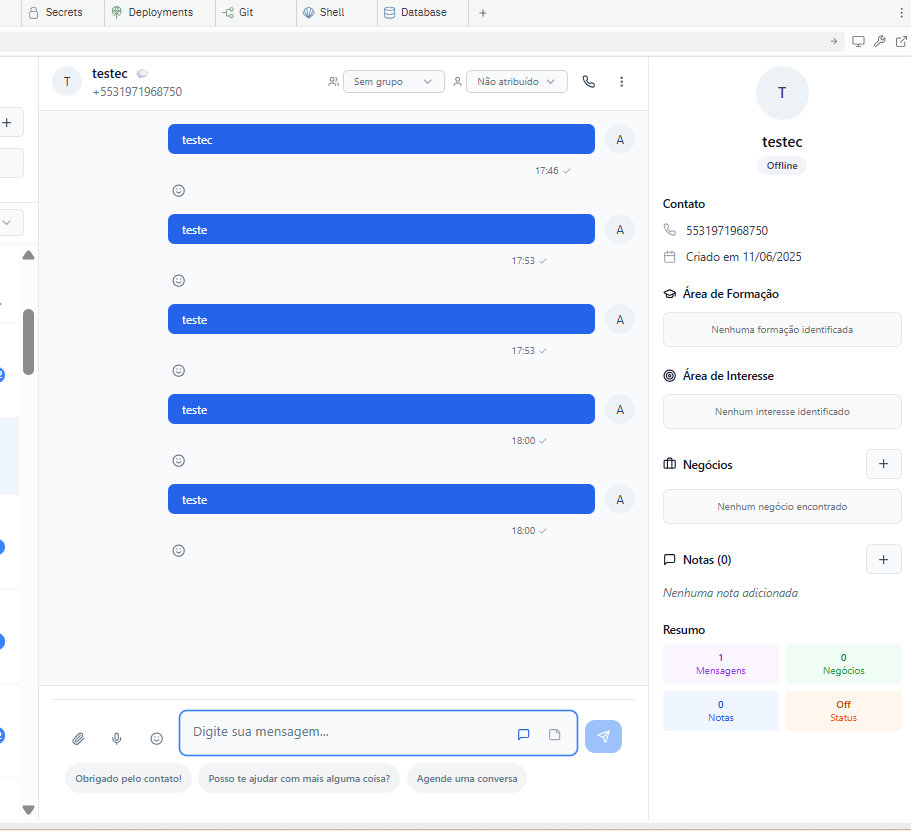 Secrets
Deployments
Git
Shell
Database
T
testec
+5531971968750
Sem grupo
Não atribuído
testec
A
17:46
teste
A
17:53
teste
A
17:53
teste
A
18:00
teste
A
18:00
Digite sua mensagem...
Obrigado pelo contato!
Posso te ajudar com mais alguma coisa?
Agende uma conversa
T
testec
Offline
Contato
5531971968750
Criado em 11/06/2025
Área de Formação
Nenhuma formação identificada
Área de Interesse
Nenhum interesse identificado
Negócios
Nenhum negócio encontrado
Notas (0)
Nenhuma nota adicionada
Resumo
1
Mensagens
0
Negócios
0
Notas
Off
Status